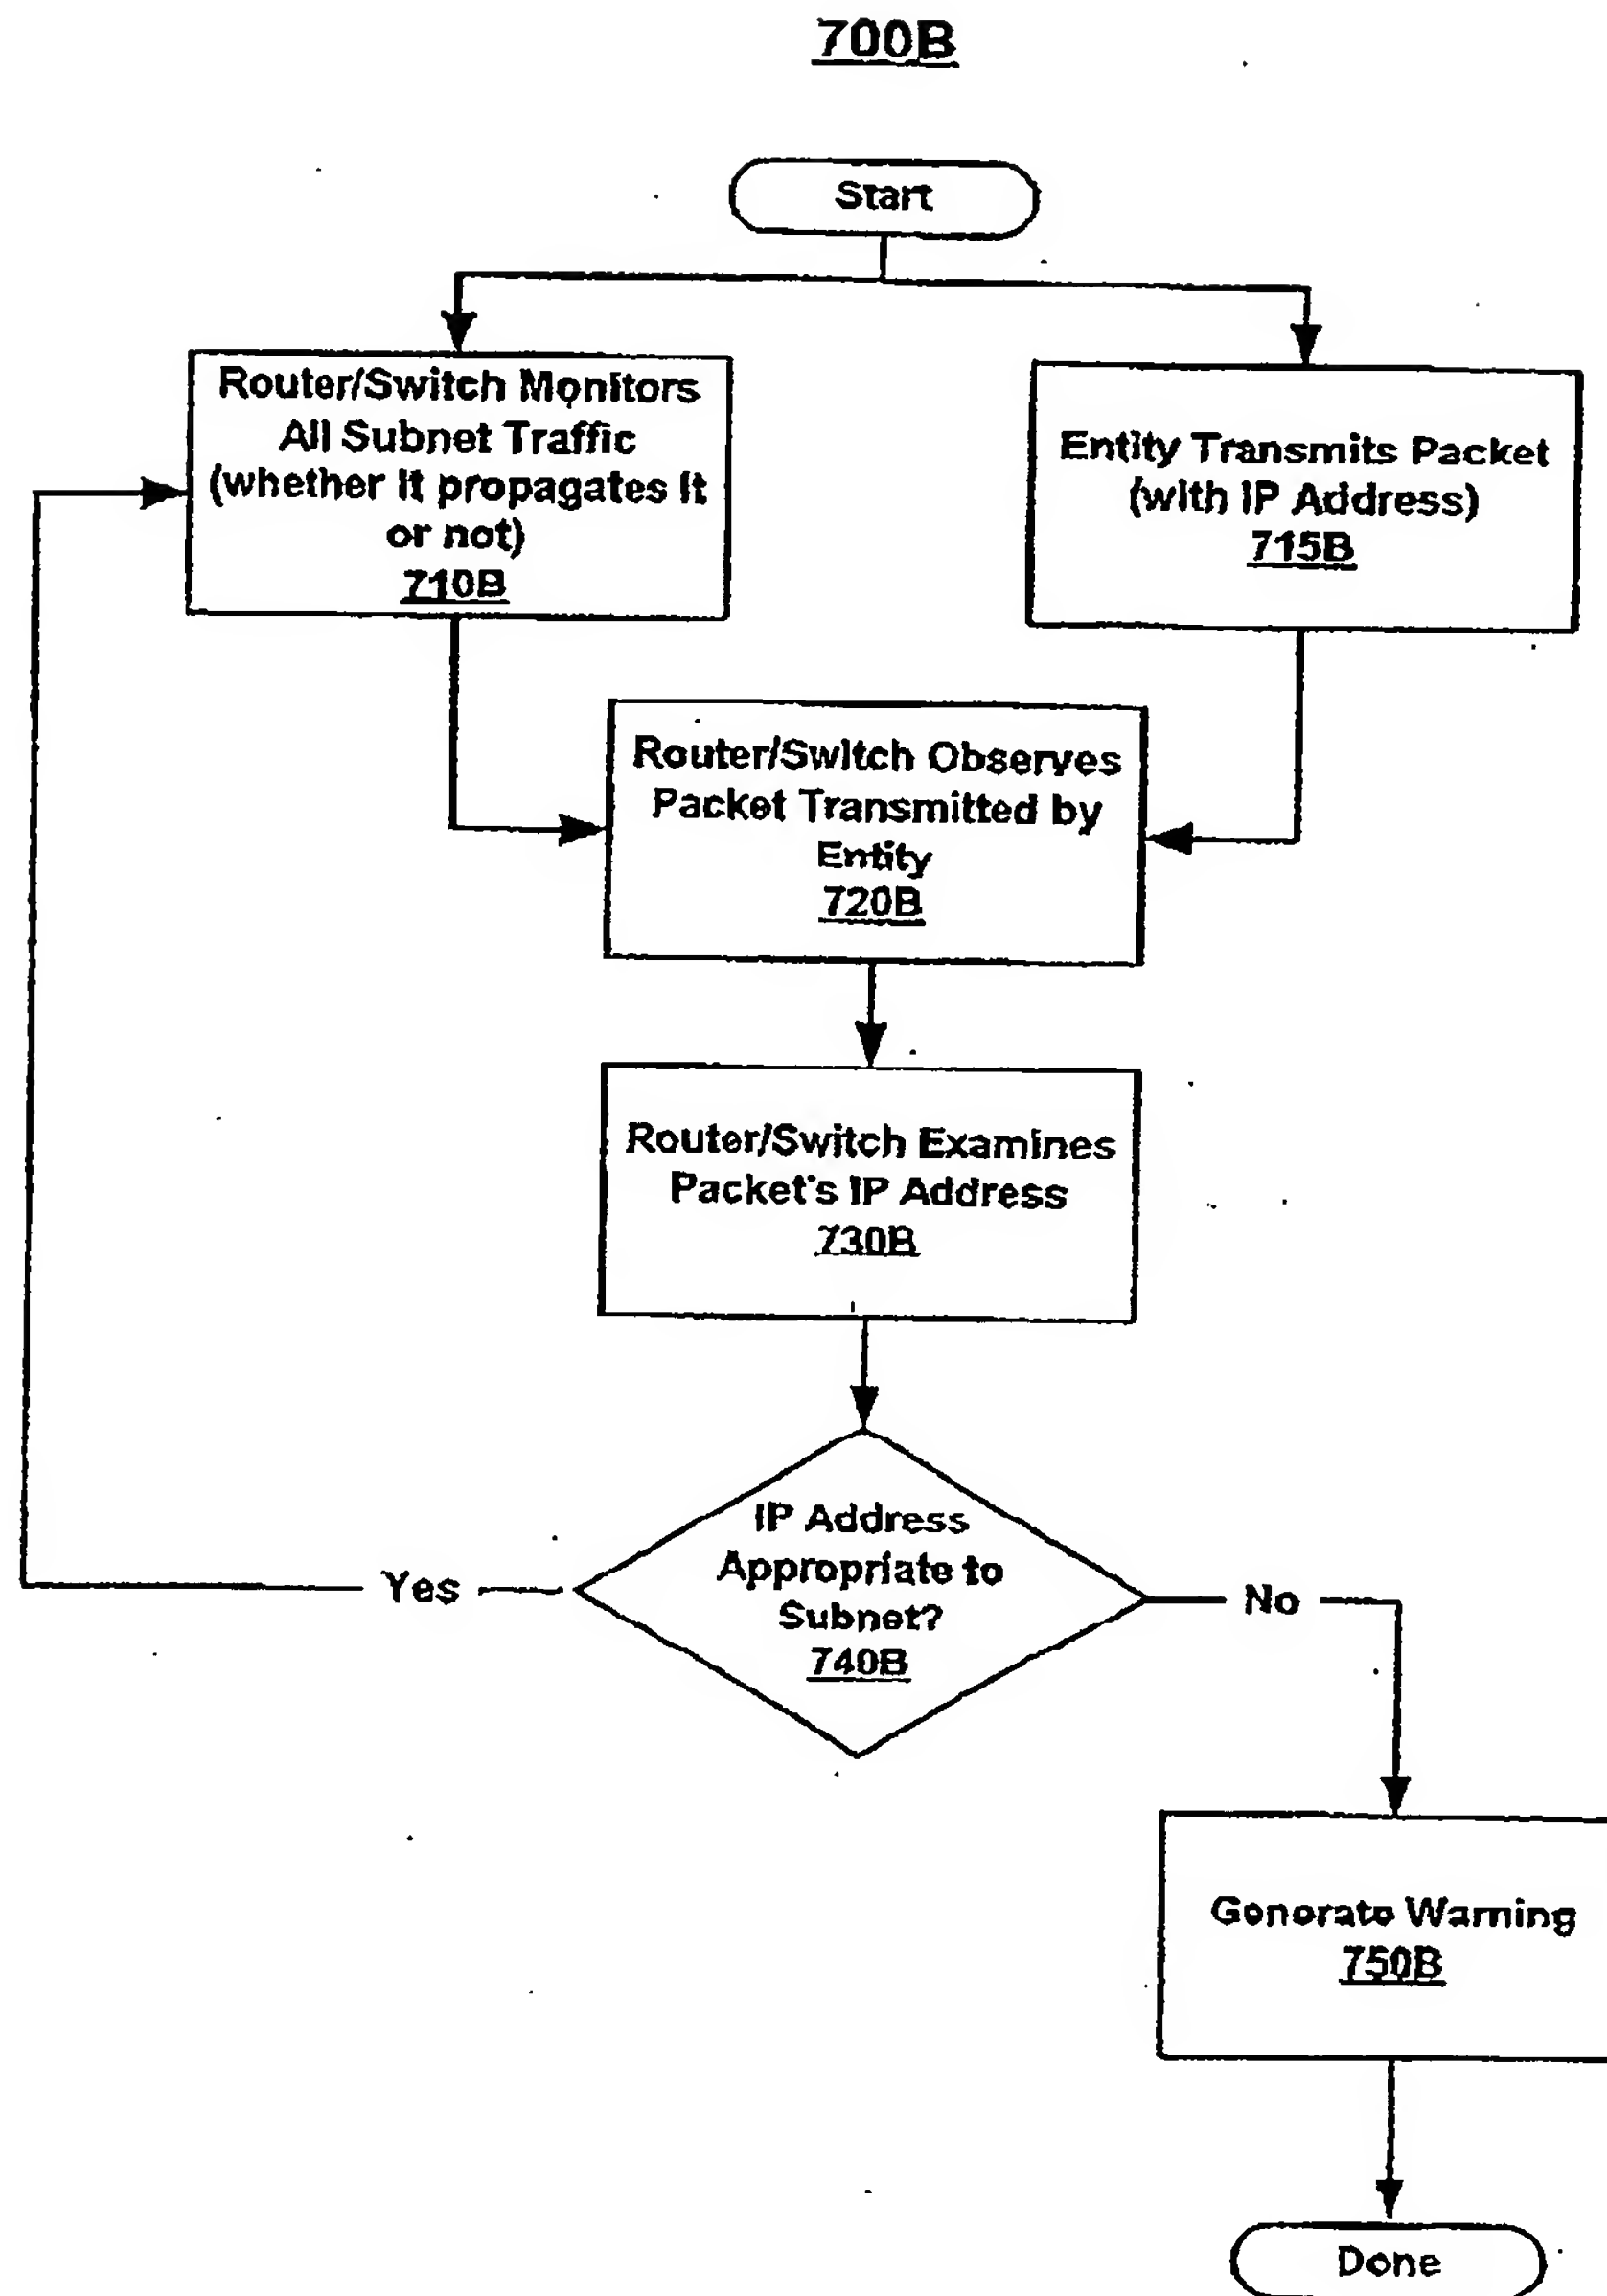 700B
Start
Router/Switch Monitors
All Subnet Traffic
(whether it propagates it
or not)
710B
Entity Transmits Packet
(with IP Address)
715B
Router/Switch Observes
Packet Transmitted by
Entity
720B
Router/Switch Examines
Packet's IP Address
730B
IP Address
Appropriate to
Subnet?
740B
Yes
No
Generate Warning
750B
Done